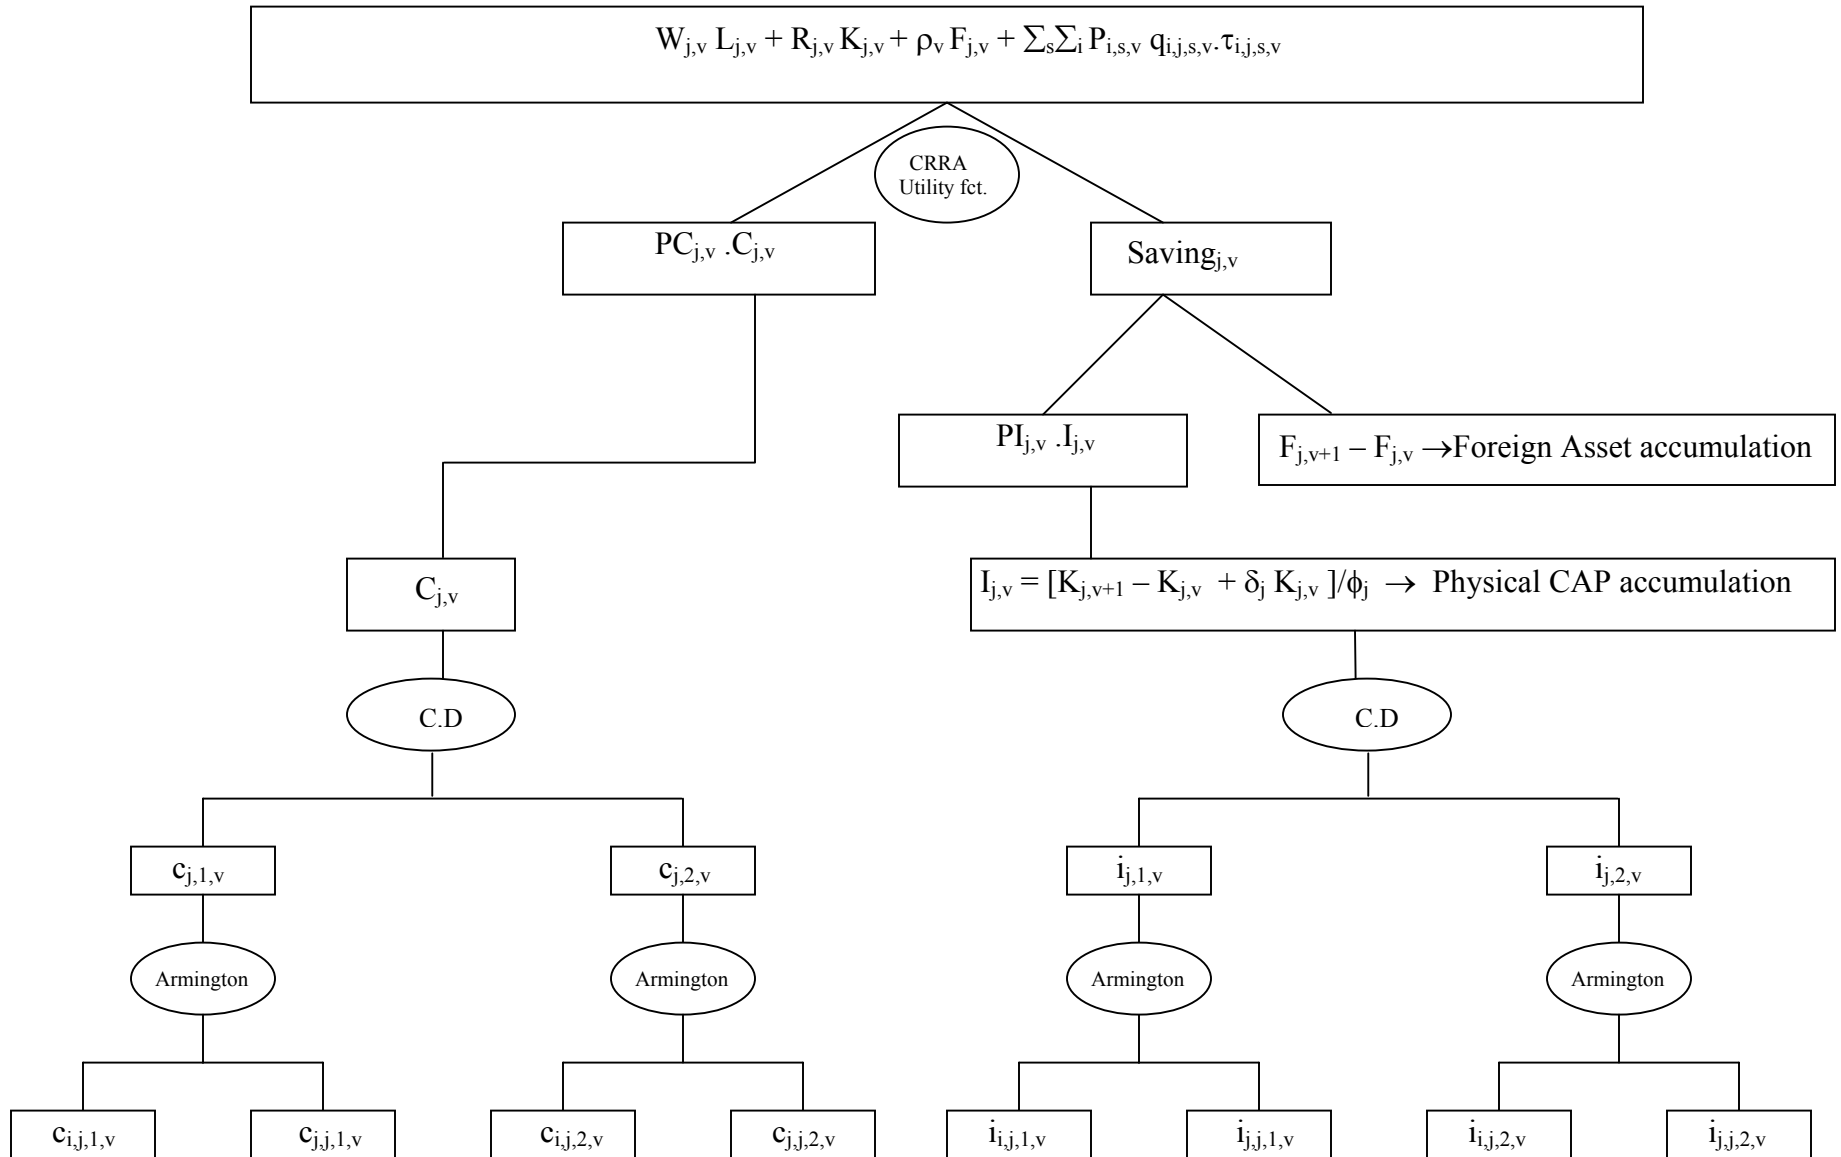 W_{j,v} L_{j,v} + R_{j,v} K_{j,v} + ρ_v F_{j,v} + ∑_s∑_i P_{i,s,v} q_{i,j,s,v}.τ_{i,j,s,v}
CRRA
Utility fct.
PC_{j,v} .C_{j,v}
Saving_{j,v}
PI_{j,v} .I_{j,v}
F_{j,v+1} – F_{j,v} →Foreign Asset accumulation
C_{j,v}
I_{j,v} = [K_{j,v+1} – K_{j,v} + δ_j K_{j,v} ]/ϕ_j → Physical CAP accumulation
C.D
C.D
c_{j,1,v}
c_{j,2,v}
i_{j,1,v}
i_{j,2,v}
Armington
Armington
Armington
Armington
c_{i,j,1,v}
c_{j,j,1,v}
c_{i,j,2,v}
c_{j,j,2,v}
i_{i,j,1,v}
i_{j,j,1,v}
i_{i,j,2,v}
i_{j,j,2,v}